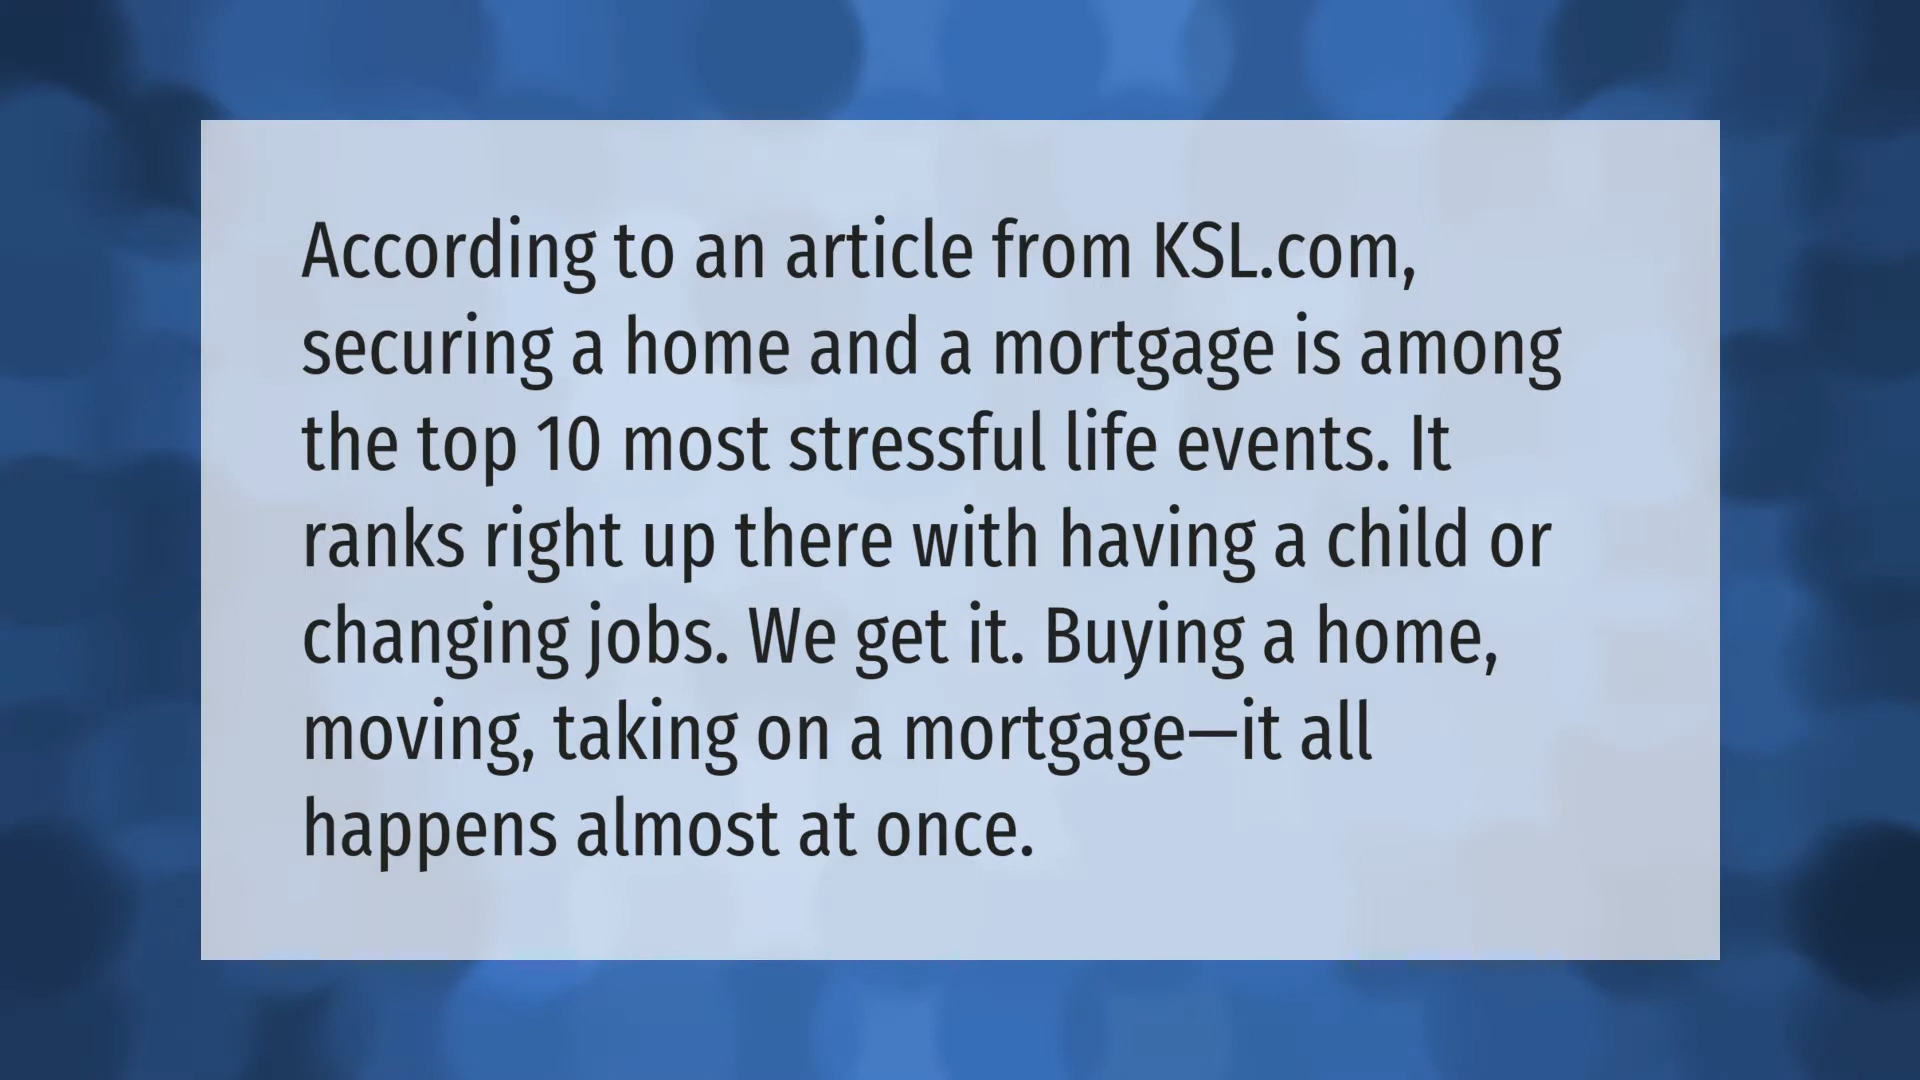 According to an article from KSL.com,
securing a home and a mortgage is among
the top 10 most stressful life events. It
ranks right up there with having a child or
changing jobs. We get it. Buying a home,
moving, taking on a mortgage—it all
happens almost at once.